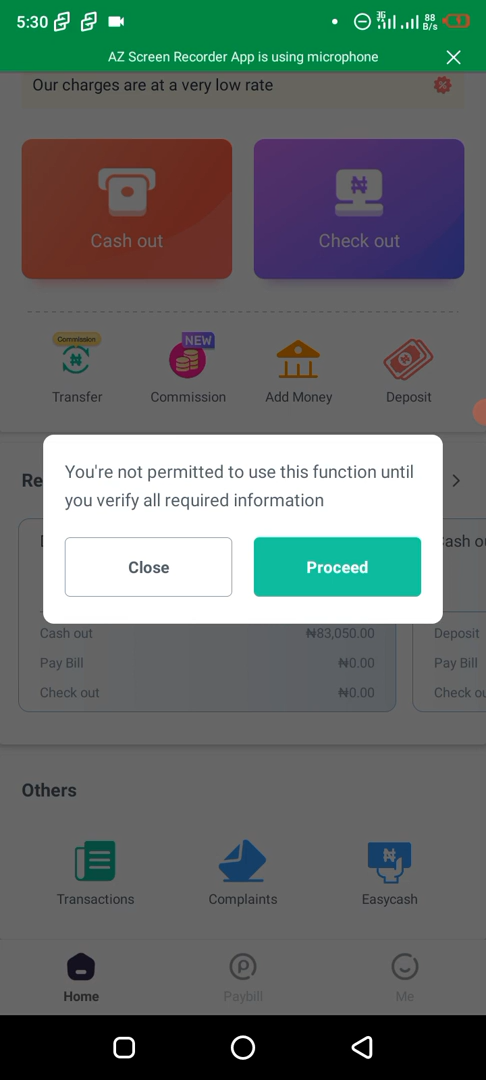 5:30
3G
88 B/s
AZ Screen Recorder App is using microphone
Our charges are at a very low rate
Cash out
Check out
Commission
NEW
Transfer
Commission
Add Money
Deposit
You're not permitted to use this function until
you verify all required information
Close
Proceed
Cash out ₦83,050.00
Deposit
Pay Bill ₦0.00
Pay Bill
Check out ₦0.00
Others
Transactions
Complaints
Easycash
Home
Paybill
Me